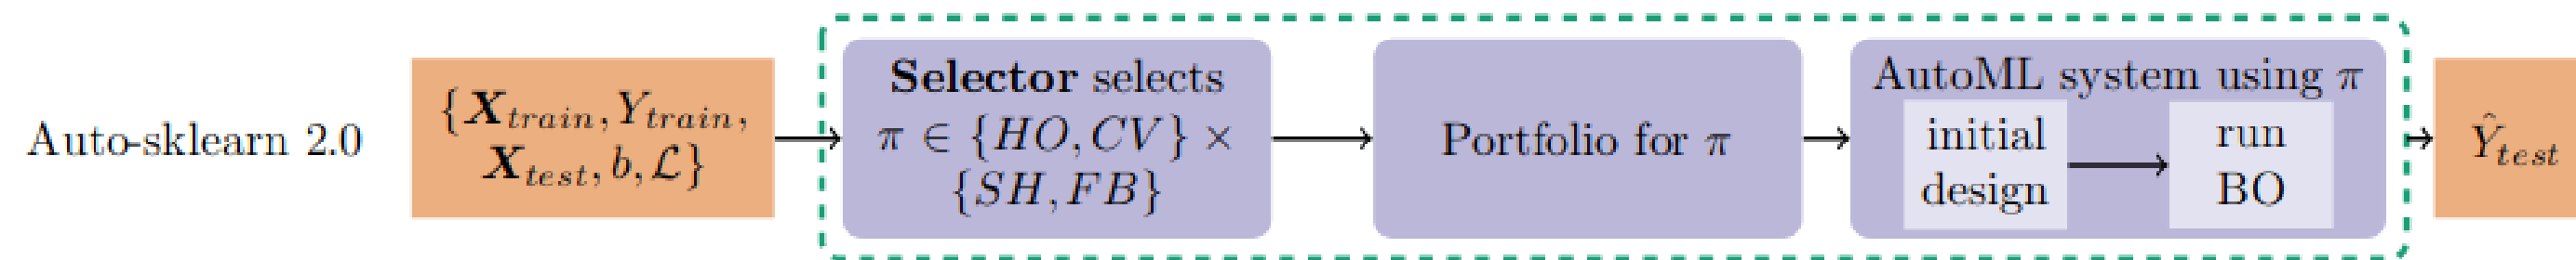 Auto-sklearn 2.0
{X_train, Y_train,
X_test, b, ℒ}
Selector selects
π ∈ {HO, CV} ×
{SH, FB}
Portfolio for π
AutoML system using π
initial
design
run
BO
Ŷ_test